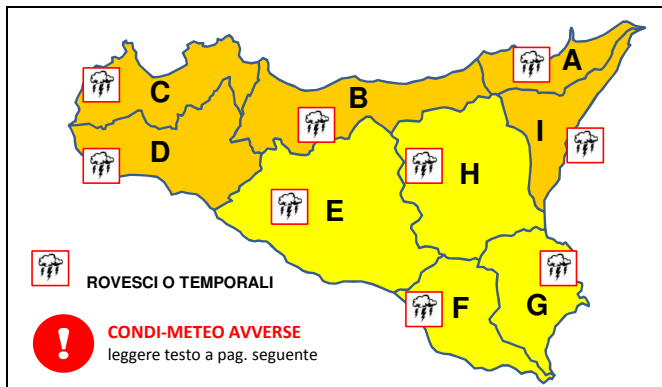 A
B
C
I
D
H
E
F
G
ROVESCI O TEMPORALI
!
CONDI-METEO AVVERSE
leggere testo a pag. seguente